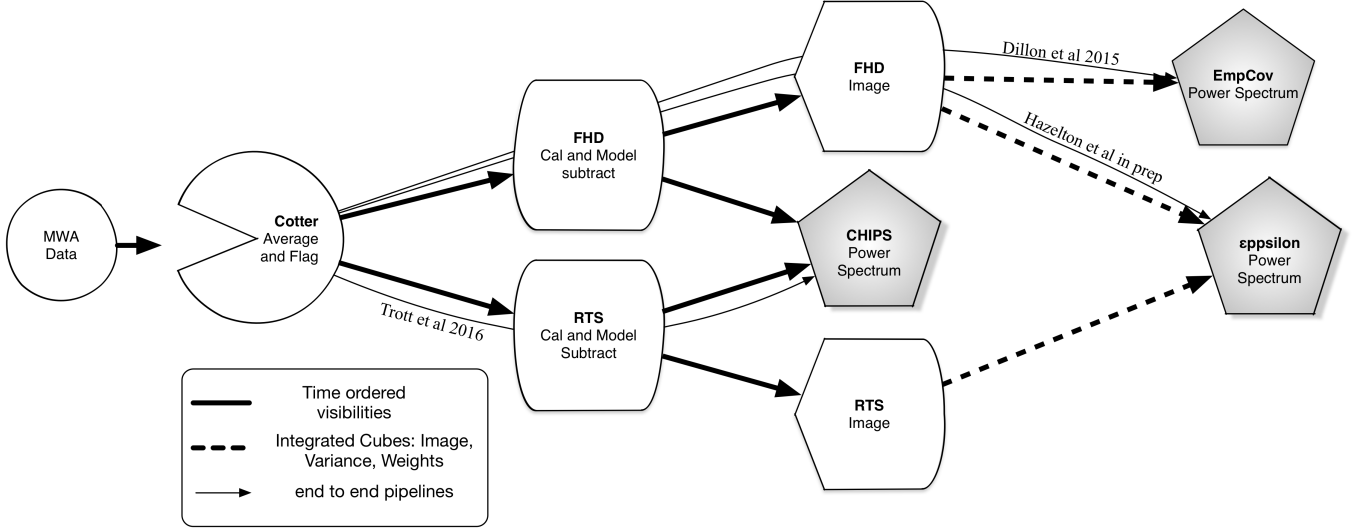 MWA
Data
Cotter
Average
and Flag
FHD
Cal and Model
subtract
RTS
Cal and Model
Subtract
Trott et al 2016
FHD
Image
CHIPS
Power
Spectrum
RTS
Image
Dillon et al 2015
Hazelton et al in prep
EmpCov
Power Spectrum
εppsilon
Power
Spectrum
Time ordered
visibilities
Integrated Cubes: Image,
Variance, Weights
end to end pipelines